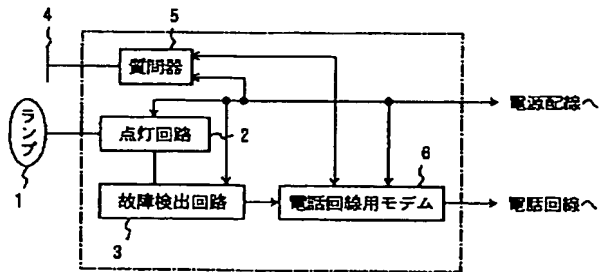 4
5
質問器
電源配線へ
ランプ
点灯回路
2
1
6
故障検出回路
電話回線用モデム
電話回線へ
3